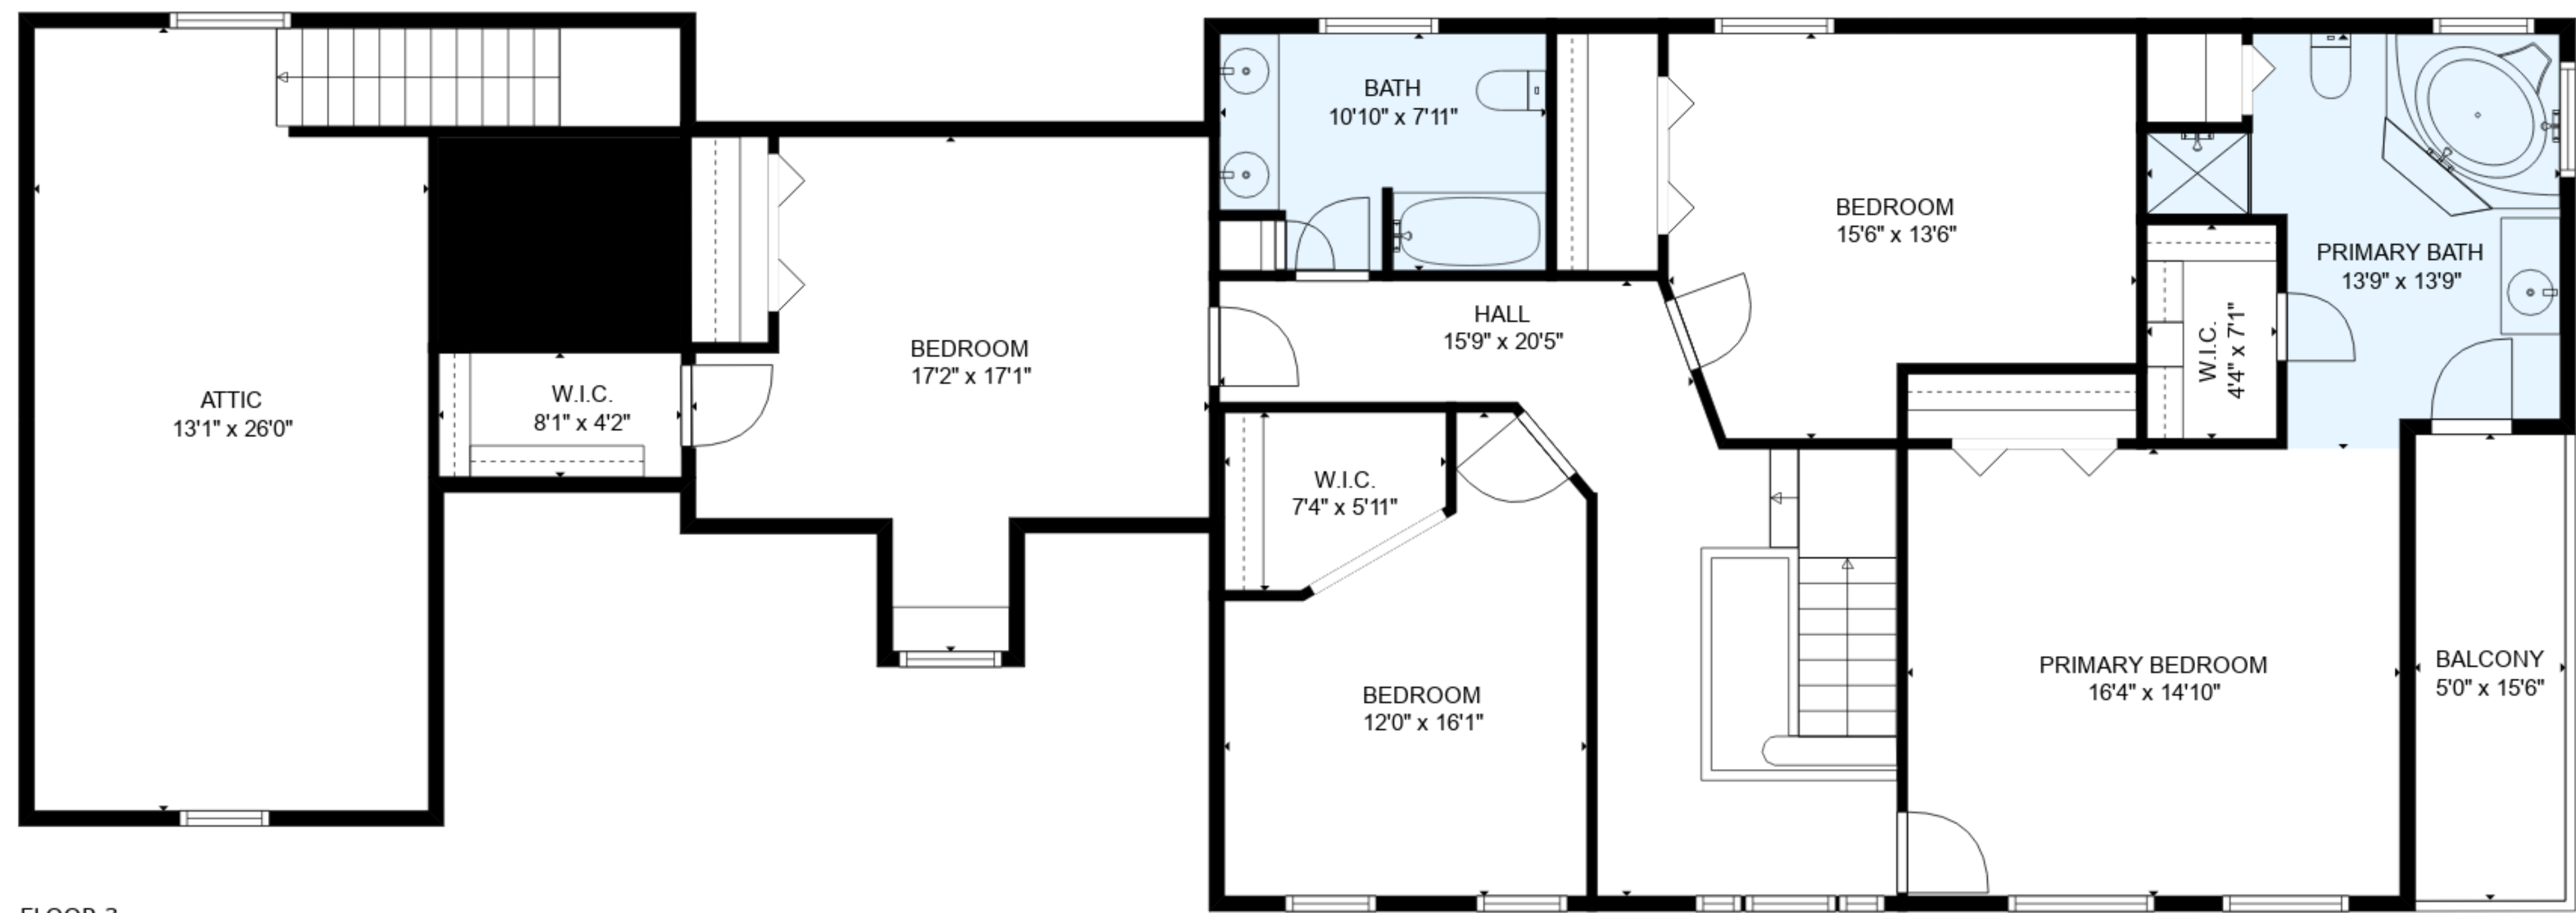 BATH
10'10" x 7'11"
BEDROOM
15'6" x 13'6"
PRIMARY BATH
13'9" x 13'9"
HALL
15'9" x 20'5"
W.I.C.
4'4" x 7'1"
BEDROOM
17'2" x 17'1"
ATTIC
13'1" x 26'0"
W.I.C.
8'1" x 4'2"
W.I.C.
7'4" x 5'11"
BEDROOM
12'0" x 16'1"
PRIMARY BEDROOM
16'4" x 14'10"
BALCONY
5'0" x 15'6"